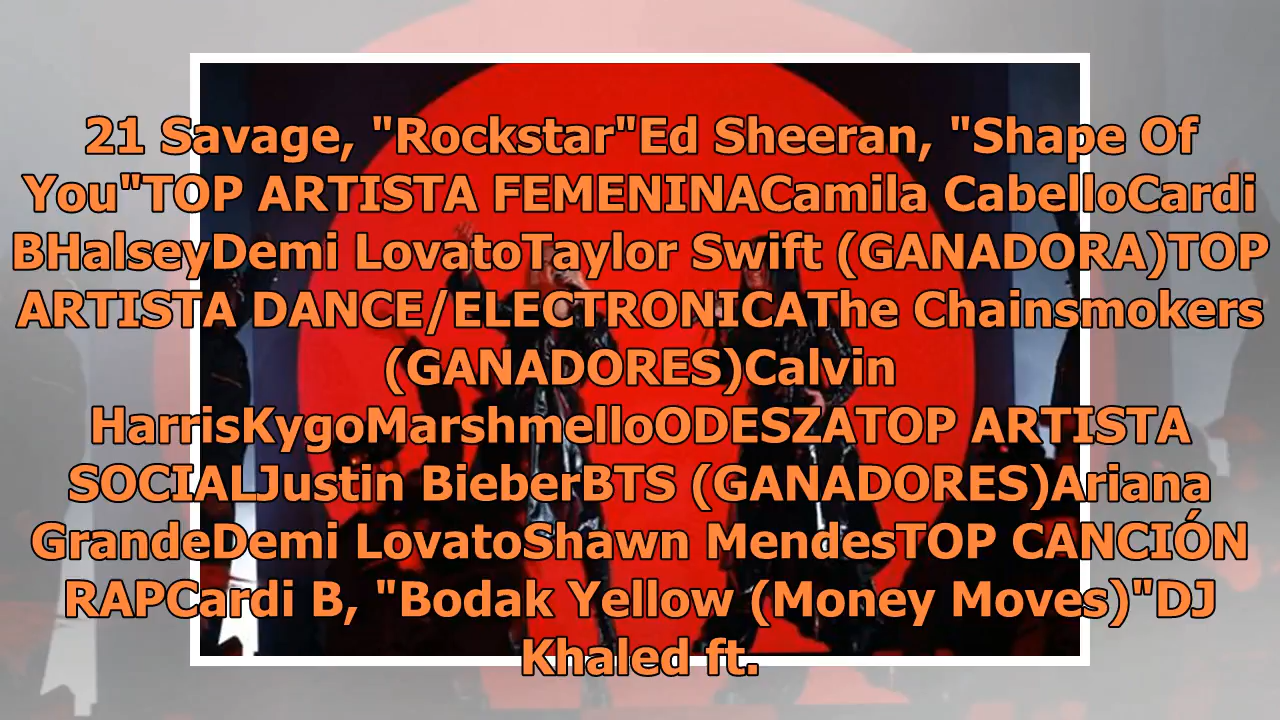 21 Savage, "Rockstar"Ed Sheeran, "Shape Of
You"TOP ARTISTA FEMENINACamila CabelloCardi
BHalseyDemi LovatoTaylor Swift (GANADORA)TOP
ARTISTA DANCE/ELECTRONICAThe Chainsmokers
(GANADORES)Calvin
HarrisKygoMarshmelloODESZATOP ARTISTA
SOCIALJustin BieberBTS (GANADORES)Ariana
GrandeDemi LovatoShawn MendesTOP CANCIÓN
RAPCardi B, "Bodak Yellow (Money Moves)"DJ
Khaled ft.